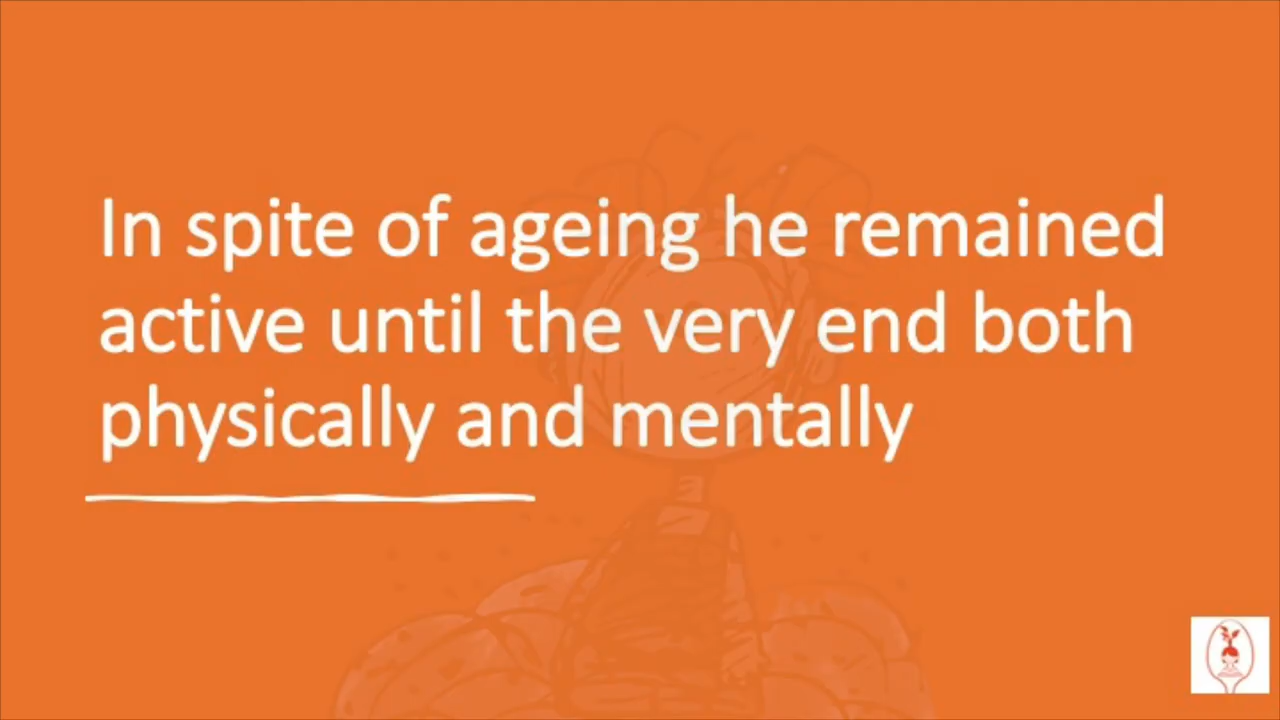 In spite of ageing he remained
active until the very end both
physically and mentally